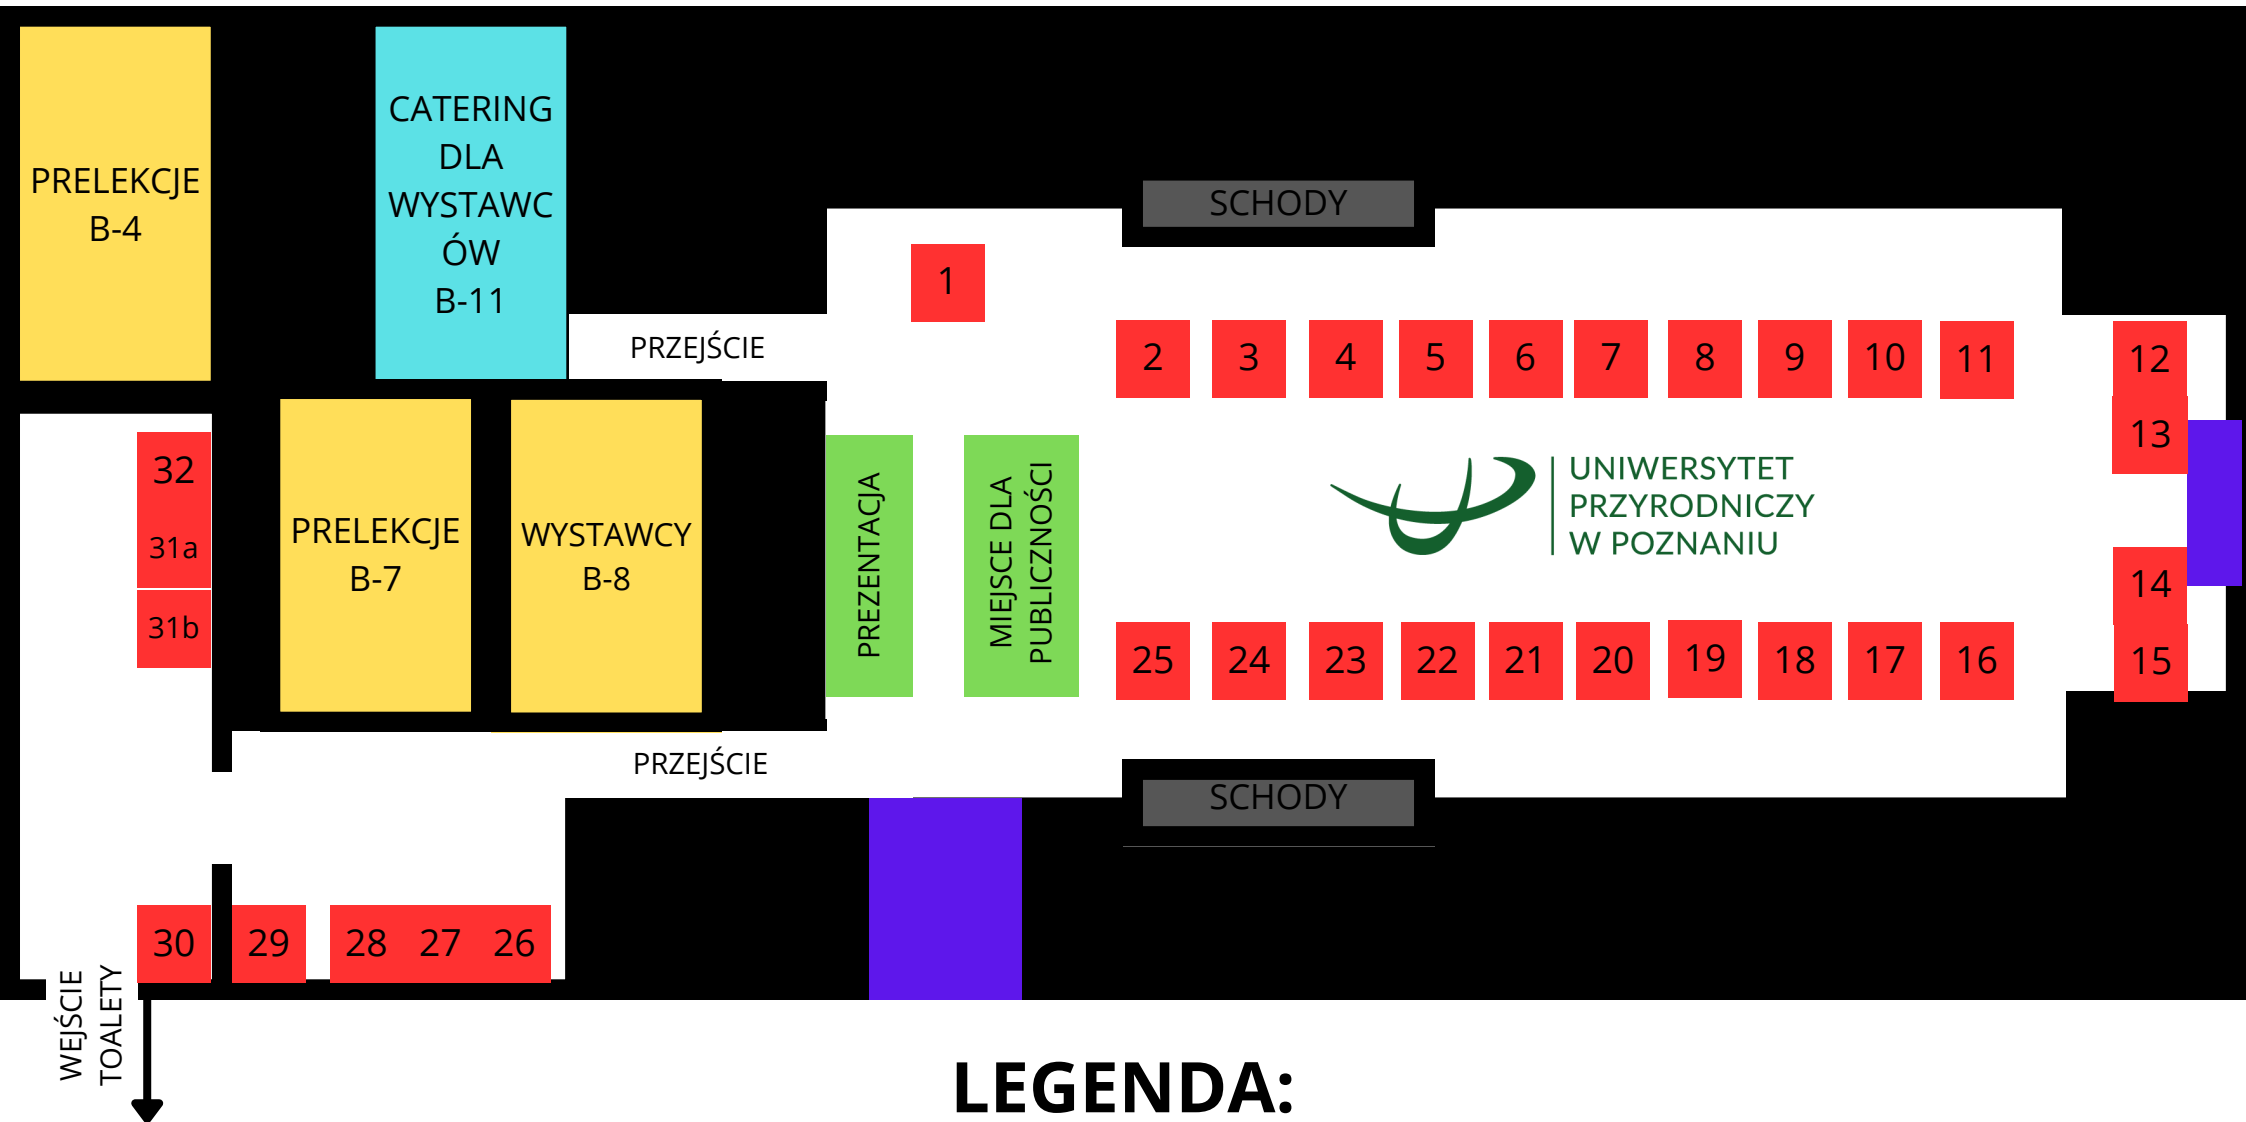 PRELEKCJE
B-4
CATERING
DLA
WYSTAWC
ÓW
B-11
SCHODY
1
PRZEJŚCIE
2 3 4 5 6 7 8 9 10 11 12
13
32
31a
31b
PRELEKCJE
B-7
WYSTAWCY
B-8
PREZENTACJA
MIEJSCE DLA
PUBLICZNOŚCI
UNIWERSYTET
PRZYRODNICZY
W POZNANIU
14
25 24 23 22 21 20 19 18 17 16 15
PRZEJŚCIE
SCHODY
30 29 28 27 26
WEJŚCIE
TOALETY
LEGENDA: